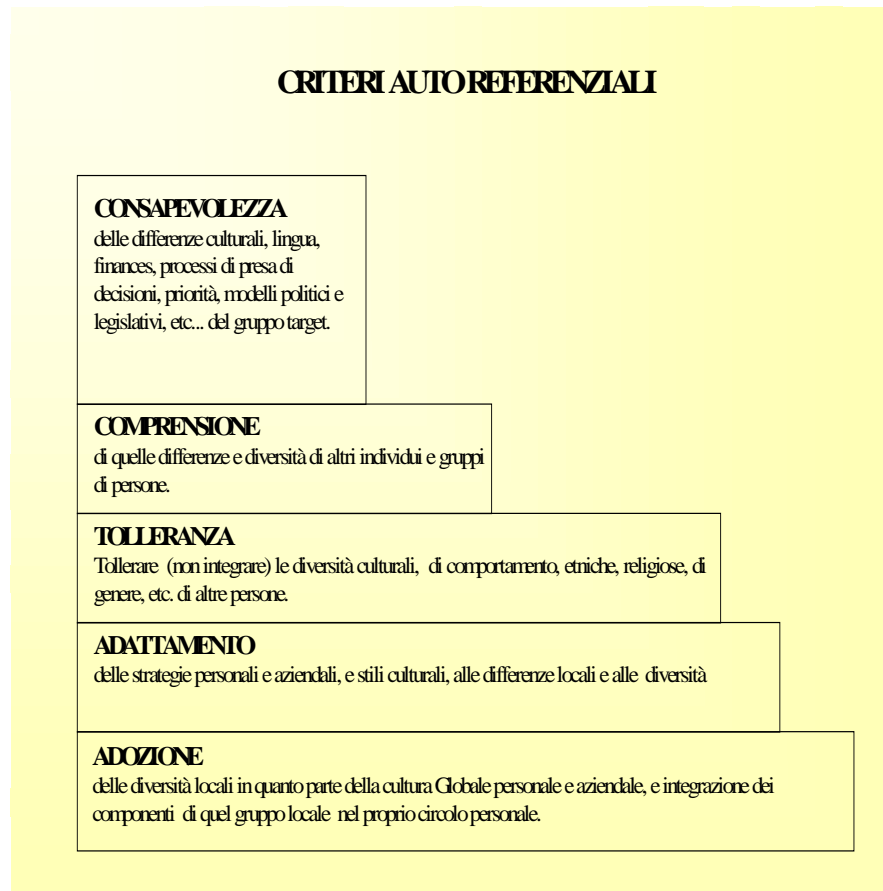 CRITERI AUTO REFERENZIALI
CONSAPEVOLEZZA
delle differenze culturali, lingua,
finances, processi di presa di
decisioni, priorità, modelli politici e
legislativi, etc... del gruppo target.
COMPRENSIONE
di quelle differenze e diversità di altri individui e gruppi
di persone.
TOLLERANZA
Tollerare (non integrare) le diversità culturali, di comportamento, etniche, religiose, di
genere, etc. di altre persone.
ADATTAMENTO
delle strategie personali e aziendali, e stili culturali, alle differenze locali e alle diversità
ADOZIONE
delle diversità locali in quanto parte della cultura Globale personale e aziendale, e integrazione dei
componenti di quel gruppo locale nel proprio circolo personale.